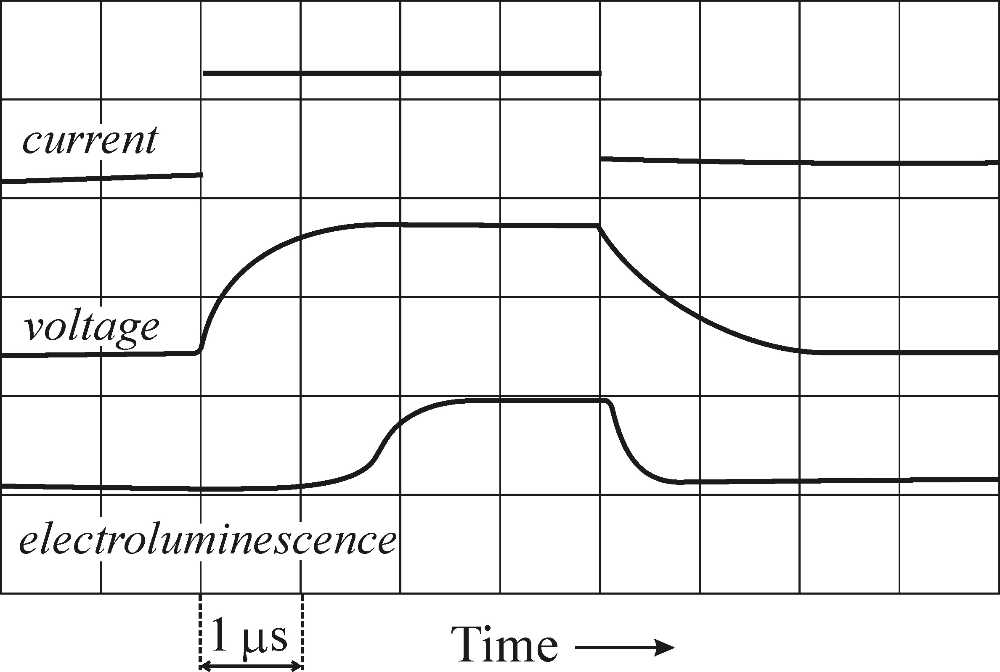 current
voltage
electroluminescence
1 μs
Time